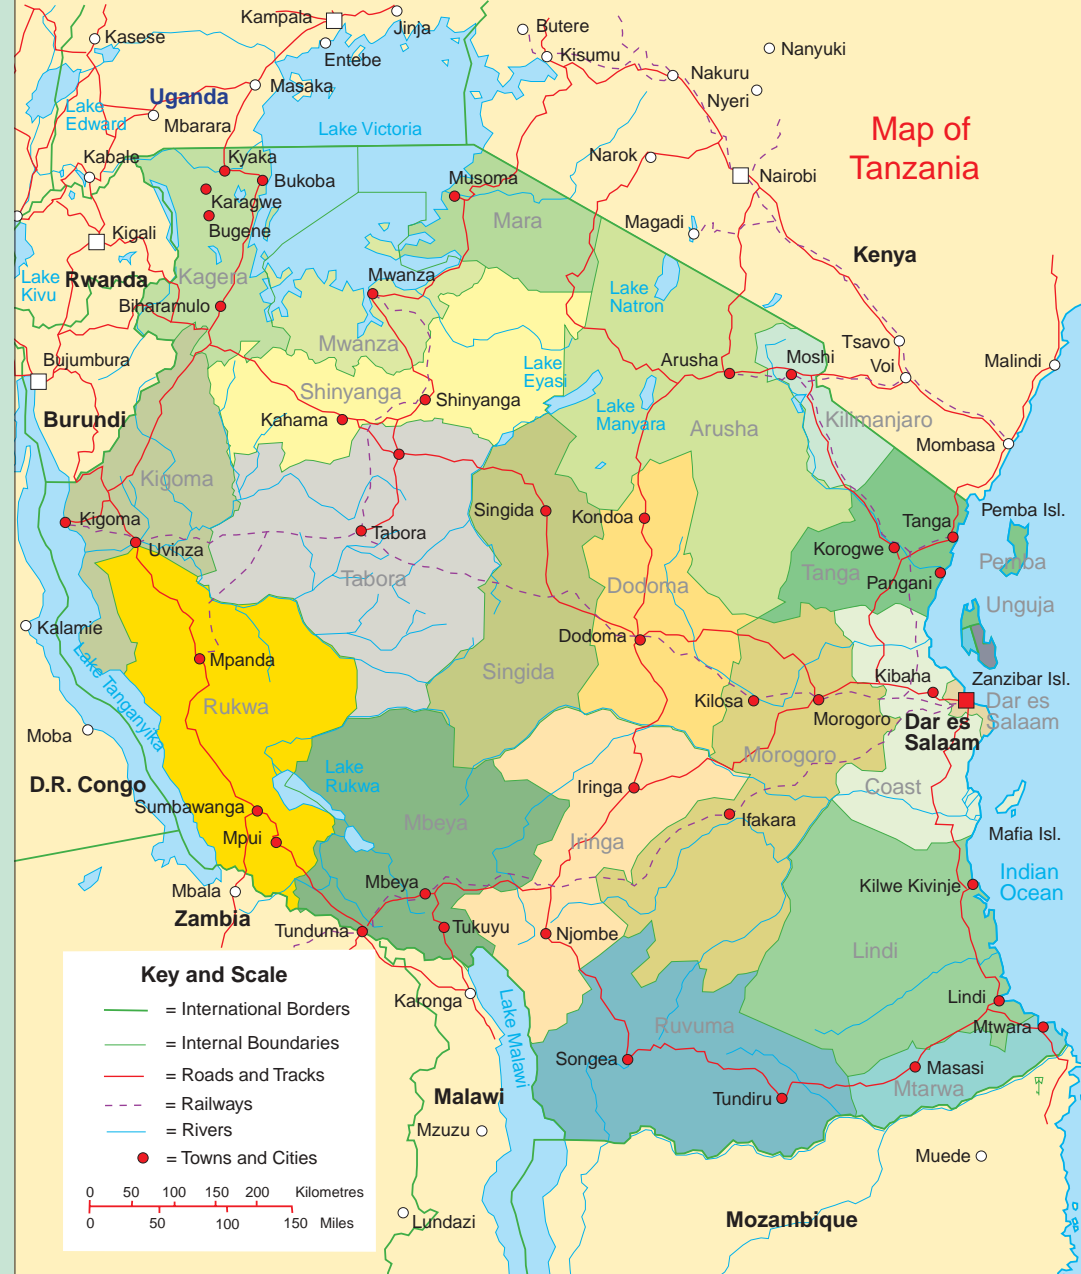 Kampala
Jinja
Kasese
Entebe
Butere
Kisumu
Nanyuki
Masaka
Nakuru
Nyeri
Uganda
Lake
Edward
Mbarara
Lake Victoria
Map of
Tanzania
Kabale
Kyaka
Bukoba
Musoma
Narok
Nairobi
Karagwe
Bugene
Mara
Magadi
Kigali
Kenya
Lake
Kivu
Rwanda
Kagera
Mwanza
Lake
Natron
Biharamulo
Mwanza
Tsavo
Voi
Malindi
Bujumbura
Lake
Eyasi
Arusha
Moshi
Shinyanga
Shinyanga
Lake
Manyara
Burundi
Kahama
Arusha
Kilimanjaro
Mombasa
Kigoma
Kigoma
Singida
Kondoa
Tanga
Pemba Isl.
Uvinza
Tabora
Korogwe
Pemba
Tabora
Dodoma
Tanga
Pangani
Unguja
Kalamie
Dodoma
Lake Tanganyika
Mpanda
Singida
Kibaha
Zanzibar Isl.
Rukwa
Kilosa
Morogoro
Dar es
Salaam
Dar es
Salaam
Moba
Morogoro
D.R. Congo
Lake
Rukwa
Iringa
Coast
Sumbawanga
Mbeya
Ifakara
Mafia Isl.
Mpui
Iringa
Indian
Ocean
Mbala
Mbeya
Kilwe Kivinje
Zambia
Tunduma
Tukuyu
Njombe
Lindi
Key and Scale
= International Borders
= Internal Boundaries
= Roads and Tracks
= Railways
= Rivers
= Towns and Cities
0 50 100 150 200 Kilometres
0 50 100 150 Miles
Karonga
Lake Malawi
Lindi
Ruvuma
Mtwara
Songea
Masasi
Malawi
Tundiru
Mtarwa
Mzuzu
Muede
Lundazi
Mozambique